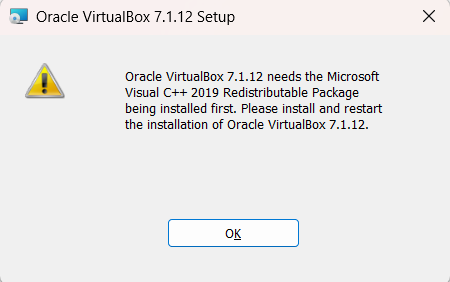 Oracle VirtualBox 7.1.12 Setup
Oracle VirtualBox 7.1.12 needs the Microsoft
Visual C++ 2019 Redistributable Package
being installed first. Please install and restart
the installation of Oracle VirtualBox 7.1.12.
OK